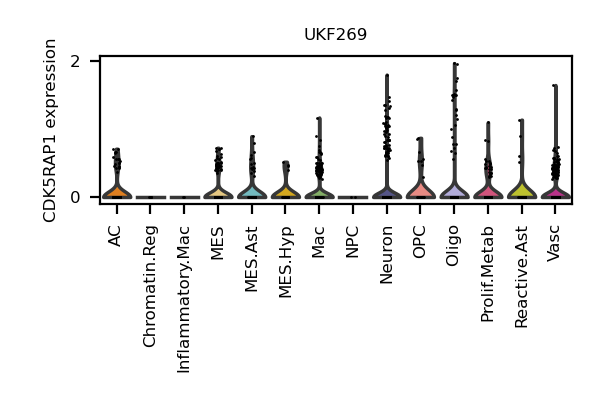 UKF269
CDK5RAP1 expression
2
0
AC
Chromatin.Reg
Inflammatory.Mac
MES
MES.Ast
MES.Hyp
Mac
NPC
Neuron
OPC
Oligo
Prolif.Metab
Reactive.Ast
Vasc